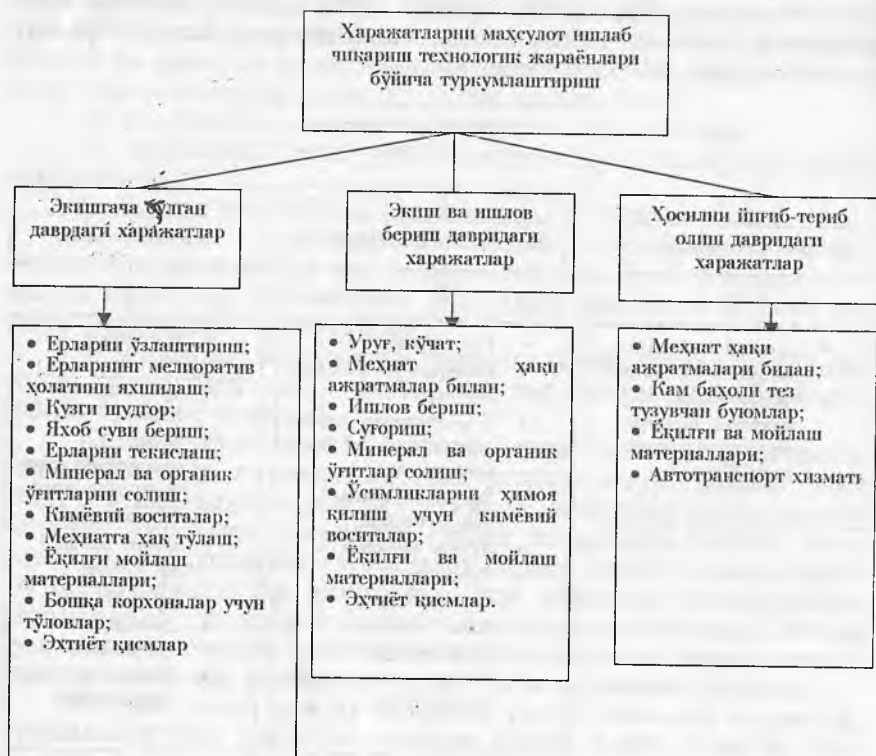 Харажатларни маҳсулот ишлаб
чиқариш технологик жараёнлари
бўйича туркумлаштириш
Экишгача бўлган
даврдаги харажатлар
Экиш ва ишлов
бериш давридаги
харажатлар
Ҳосилни йиғиб-териб
олиш давридаги
харажатлар
• Ерларни ўзлаштириш;
• Ерларнинг мелиоратив
ҳолатинг яхшилаш;
• Кузги шудгор;
• Яхоб суви бериш;
• Ерларни текислаш;
• Минерал ва органик
ўғитларни солиш;
• Кимёвий воситалар;
• Меҳнатга ҳақ тўлаш;
• Ёқилғи мойлаш
материаллари;
• Бошқа корхоналар учун
тўловлар;
• Эҳтиёт қисмлар
• Уруғ, кўчат;
• Меҳнат ҳақи
ажратмалар билан;
• Ишлов бериш;
• Суғориш;
• Минерал ва органик
ўғитлар солиш;
• Ўсимликларни ҳимоя
қилиш учун кимёвий
воситалар;
• Ёқилғи ва мойлаш
материаллари;
• Эҳтиёт қисмлар.
• Меҳнат ҳақи
ажратмалари билан;
• Кам баҳоли тез
тузувчан буюмлар;
• Ёқилғи ва мойлаш
материаллари;
• Автотранспорт хизмати